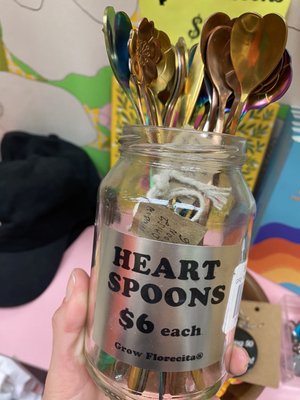 HEART
SPOONS
$6 each
Grow Florecita®